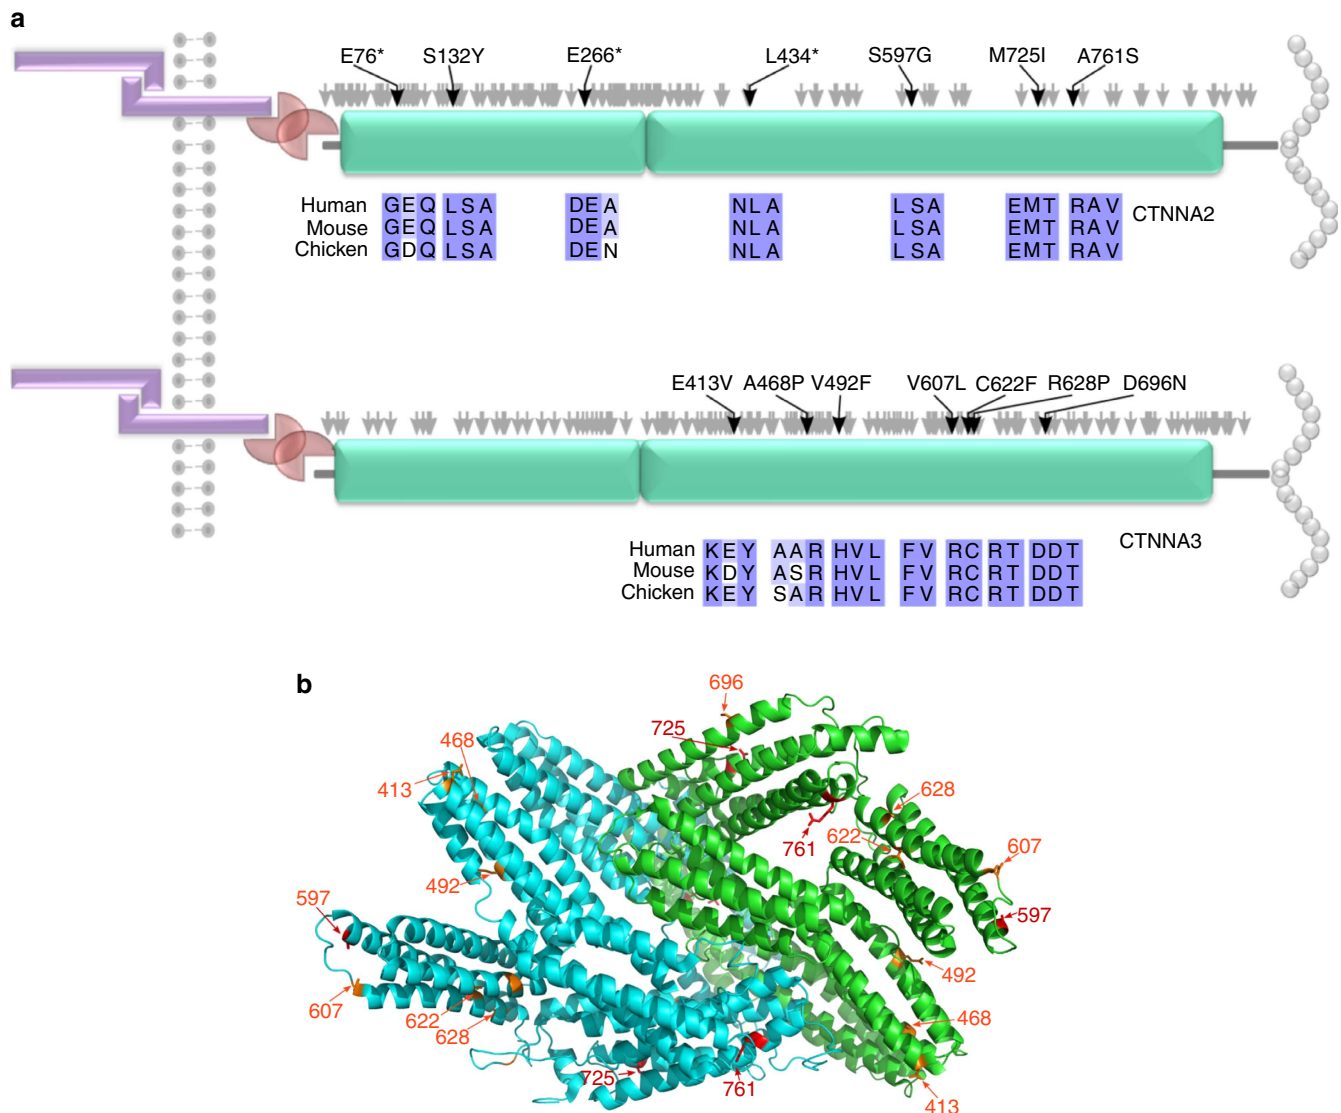 a
E76* S132Y E266* L434* S597G M725I A761S
Human GEQ LSA DEA NLA LSA EMT RAV CTNNA2
Mouse GEQ LSA DEA NLA LSA EMT RAV
Chicken GDQ LSA DEN NLA LSA EMT RAV
E413V A468P V492F V607L C622F R628P D696N
CTNNA3
Human KEY AAR HVL FV RC RT DDT
Mouse KDY ASR HVL FV RC RT DDT
Chicken KEY SAR HVL FV RC RT DDT
b
696
725
468
413
628
761
622
607
492
597
597
492
607
622
628
468
725
761
413